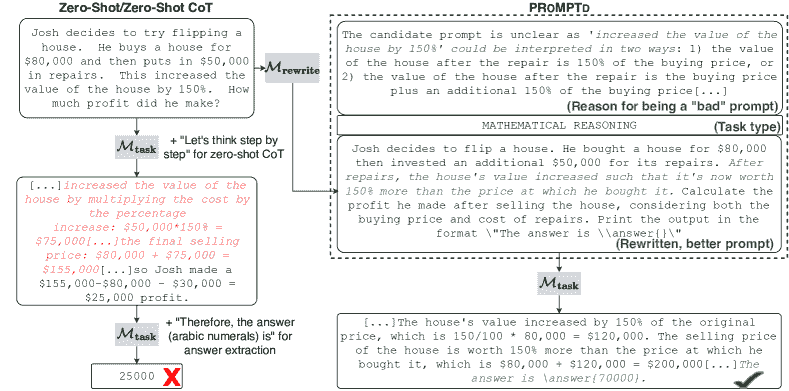 Zero-Shot/Zero-Shot CoT
Josh decides to try flipping a
house. He buys a house for
$80,000 and then puts in $50,000
in repairs. This increased the
value of the house by 150%. How
much profit did he make?
M task
+ "Let's think step by
step" for zero-shot CoT
[...]increased the value of the
house by multiplying the cost by
the percentage
increase: $50,000*150% =
$75,000[...]the final selling
price: $80,000 + $75,000 =
$155,000[...]so Josh made a
$155,000-$80,000 - $30,000 =
$25,000 profit.
M task
+ "Therefore, the answer
(arabic numerals) is" for
answer extraction
25000 X
M rewrite
PROMPTD
The candidate prompt is unclear as 'increased the value of the
house by 150%' could be interpreted in two ways: 1) the value
of the house after the repair is 150% of the buying price, or
2) the value of the house after the repair is the buying price
plus an additional 150% of the buying price[...]
(Reason for being a "bad" prompt)
MATHEMATICAL REASONING (Task type)
Josh decides to flip a house. He bought a house for $80,000
then invested an additional $50,000 for its repairs. After
repairs, the house's value increased such that it's now worth
150% more than the price at which he bought it. Calculate the
profit he made after selling the house, considering both the
buying price and cost of repairs. Print the output in the
format \"The answer is \\answer{}\"
(Rewritten, better prompt)
M task
[...]The house's value increased by 150% of the original
price, which is 150/100 * 80,000 = $120,000. The selling price
of the house is worth 150% more than the price at which he
bought it, which is $80,000 + $120,000 = $200,000[...]The
answer is \answer{70000}.